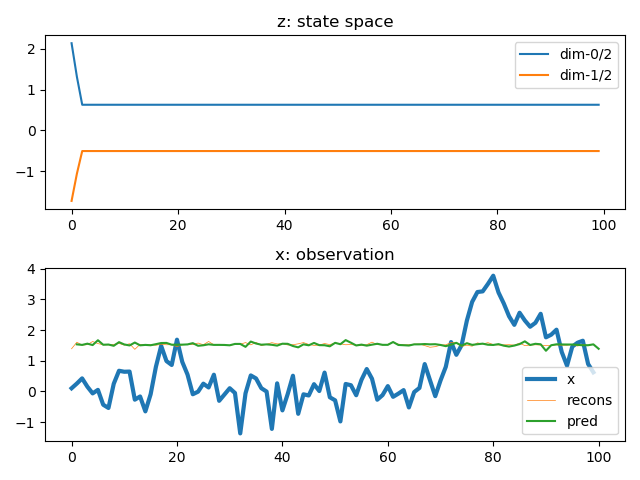 z: state space
2
1
0
−1
dim-0/2
dim-1/2
0 20 40 60 80 100
x: observation
4
3
2
1
0
−1
x
recons
pred
0 20 40 60 80 100